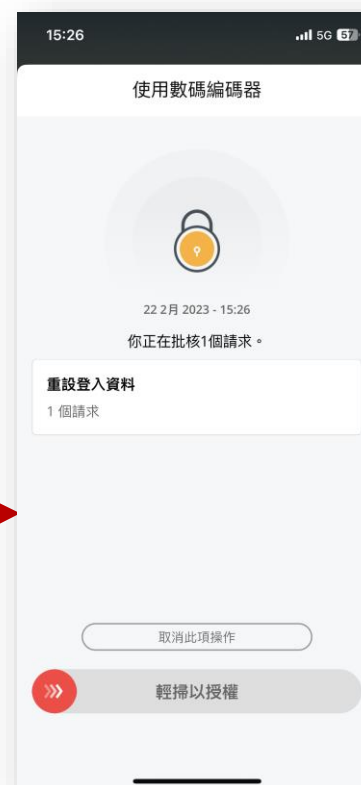 15:26 5G 57
使用數碼編碼器
22 2月 2023 - 15:26
你正在批核1個請求。
重設登入資料
1 個請求
取消此項操作
輕掃以授權